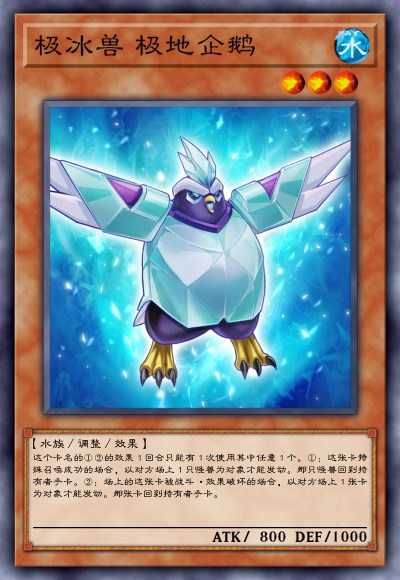 极冰兽 极地企鹅
水
【水族／调整／效果】
这个卡名的①②的效果1回合只能有1次使用其中任意1个。①：这张卡特
殊召唤成功的场合，以对方场上1只怪兽为对象才能发动。那只怪兽回到持
有者手卡。②：场上的这张卡被战斗·效果破坏的场合，以对方场上1张卡
为对象才能发动。那张卡回到持有者手卡。
ATK/ 800 DEF/1000